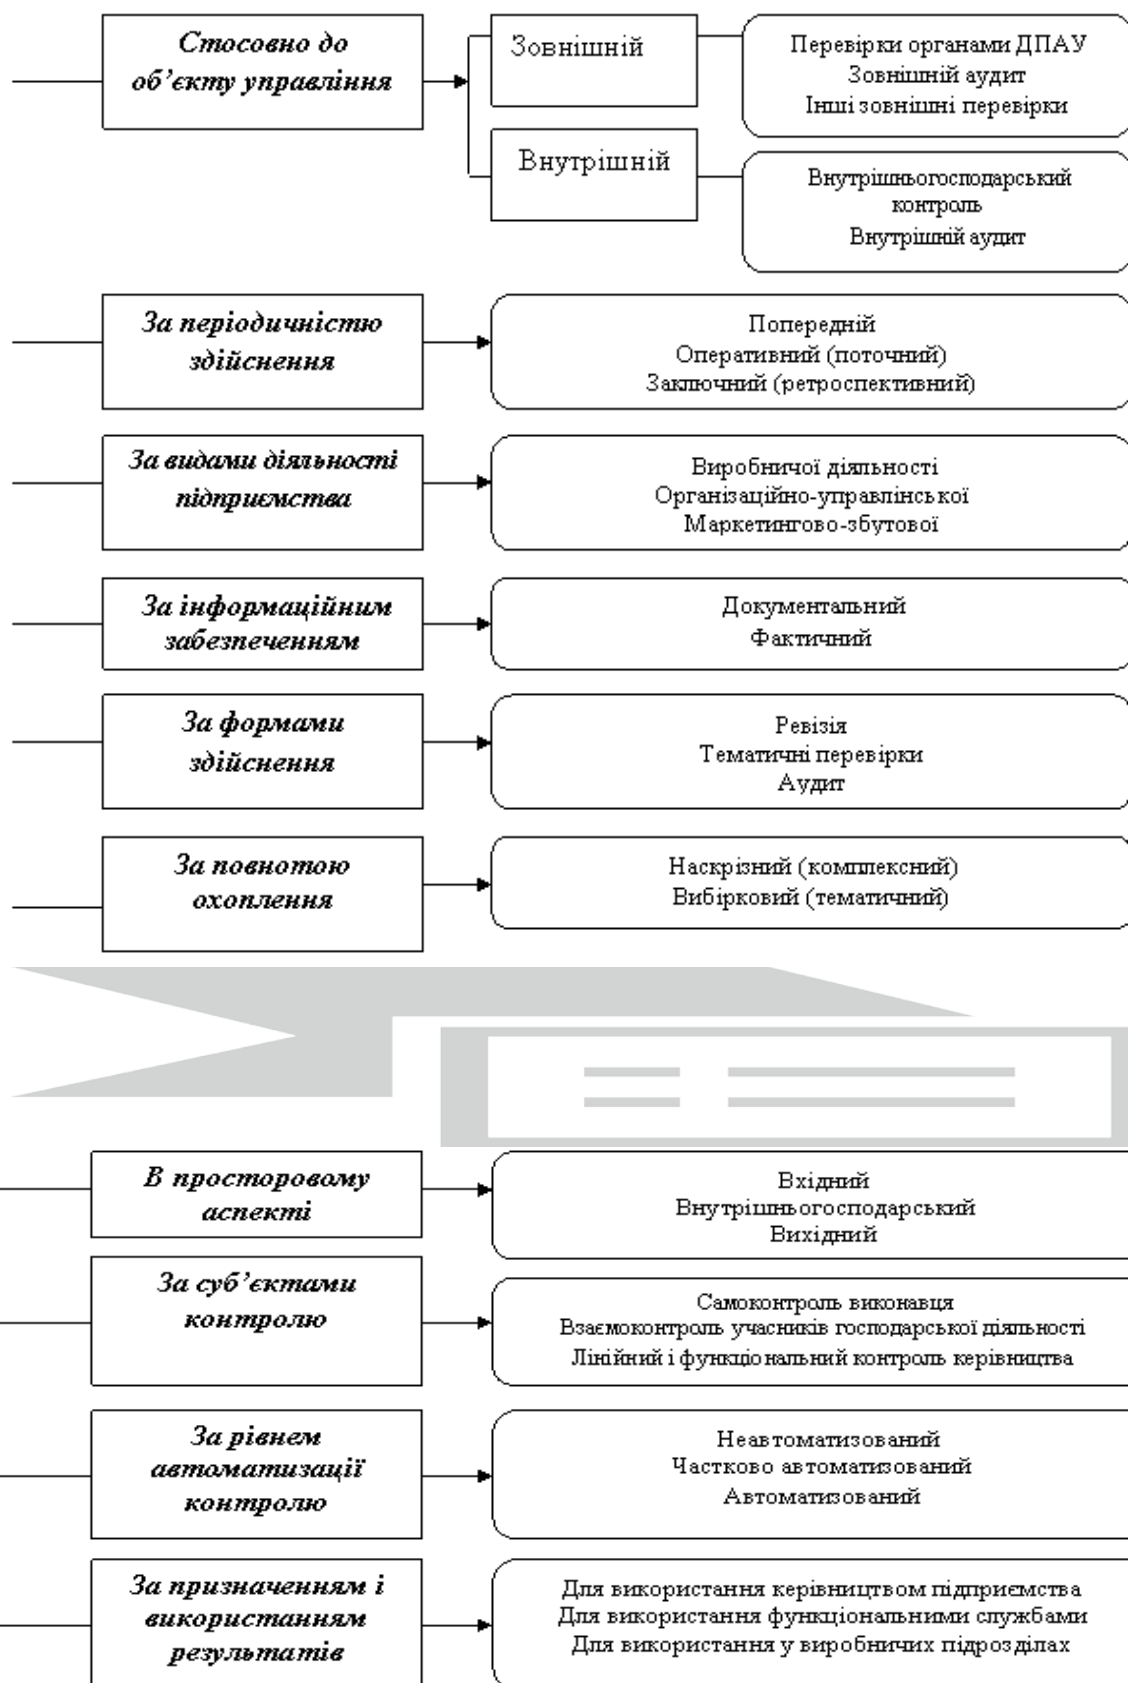 Стосовно до
об’єкту управління
Зовнішній
Перевірки органами ДПАУ
Зовнішній аудит
Інші зовнішні перевірки
Внутрішній
Внутрішньогосподарський
контроль
Внутрішній аудит
За періодичністю
здійснення
Попередній
Оперативний (поточний)
Заключний (ретроспективний)
За видами діяльності
підприємства
Виробничої діяльності
Організаційно-управлінської
Маркетингово-збутової
За інформаційним
забезпеченням
Документальний
Фактичний
За формами
здійснення
Ревізія
Тематичні перевірки
Аудит
За повнотою
охоплення
Наскрізний (комплексний)
Вибірковий (тематичний)
В просторовому
аспекті
Вхідний
Внутрішньогосподарський
Вихідний
За суб’єктами
контролю
Самоконтроль виконавця
Взаємоконтроль учасників господарської діяльності
Лінійний і функціональний контроль керівництва
За рівнем
автоматизації
контролю
Неавтоматизований
Частково автоматизований
Автоматизований
За призначенням і
використанням
результатів
Для використання керівництвом підприємства
Для використання функціональними службами
Для використання у виробничих підрозділах